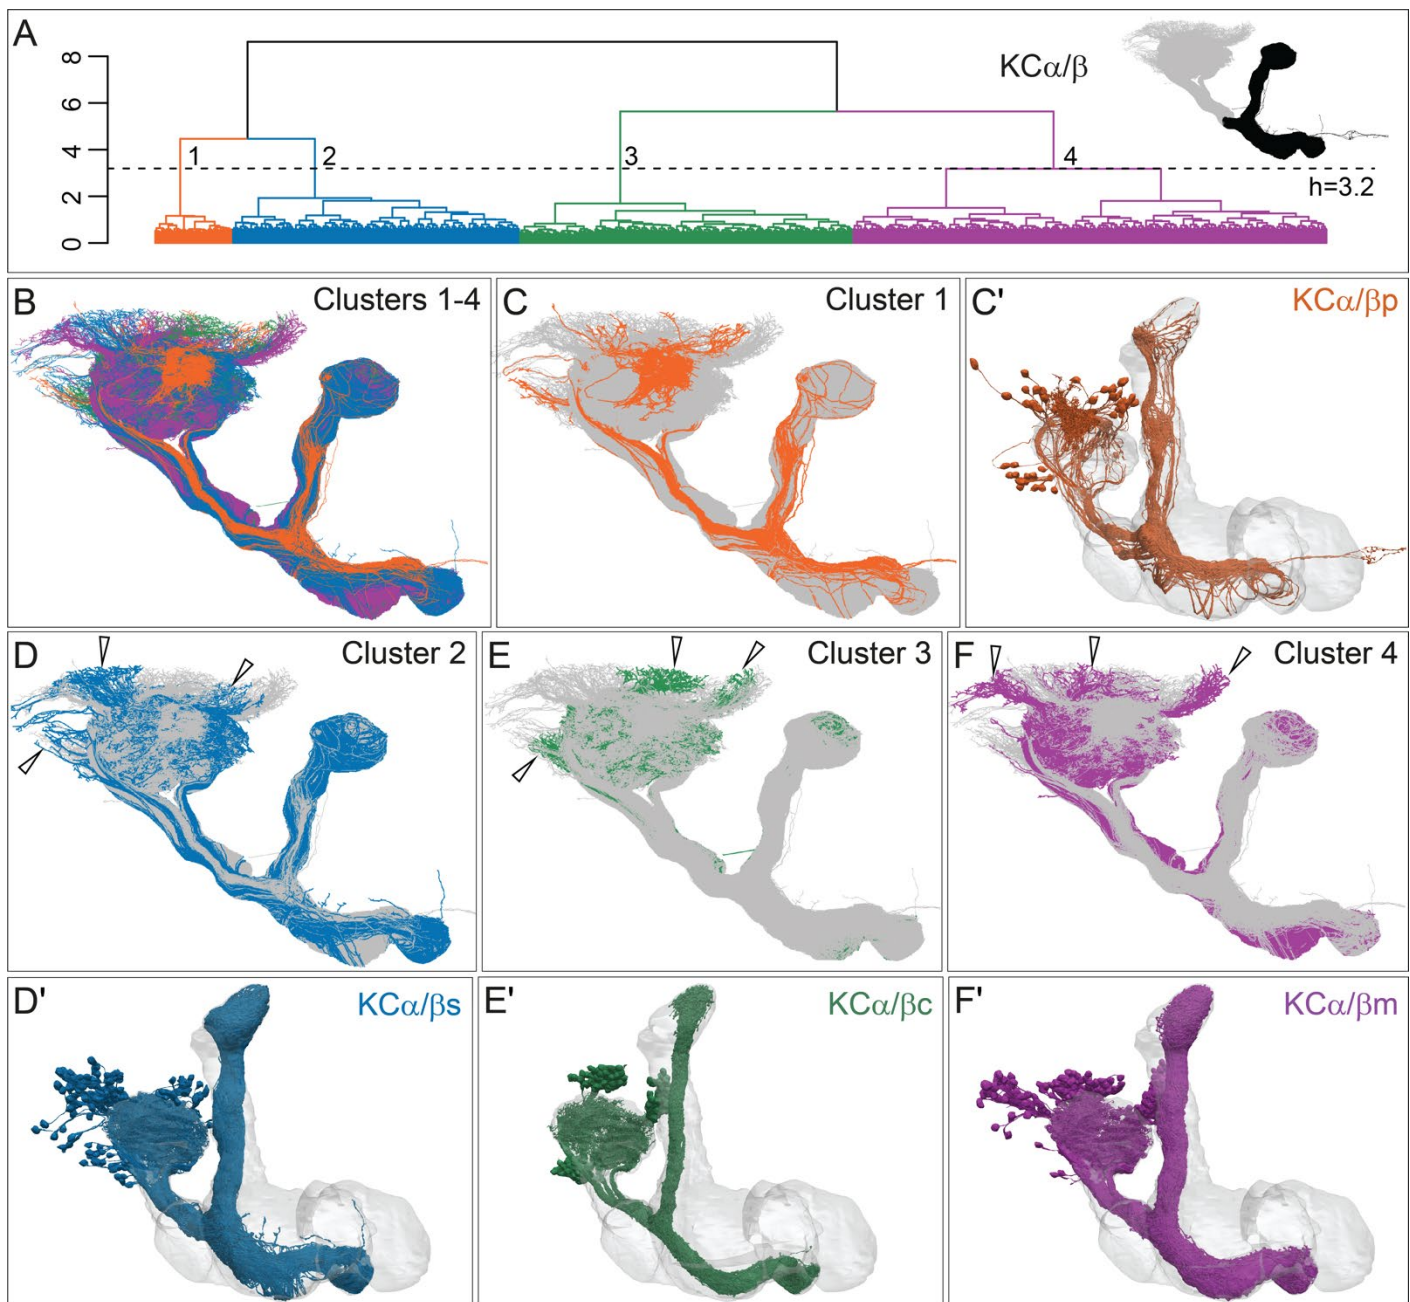 A
8
6
4
2
0
1
2
3
4
KCα/β
h=3.2
B
Clusters 1-4
C
Cluster 1
C'
KCα/βp
D
Cluster 2
E
Cluster 3
F
Cluster 4
D'
KCα/βs
E'
KCα/βc
F'
KCα/βm